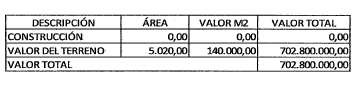 DESCRIPCIÓN ÁREA VALOR M2 VALOR TOTAL
CONSTRUCCIÓN 0,00 0,00 0,00
VALOR DEL TERRENO 5.020,00 140.000,00 702.800.000,00
VALOR TOTAL 702.800.000,00